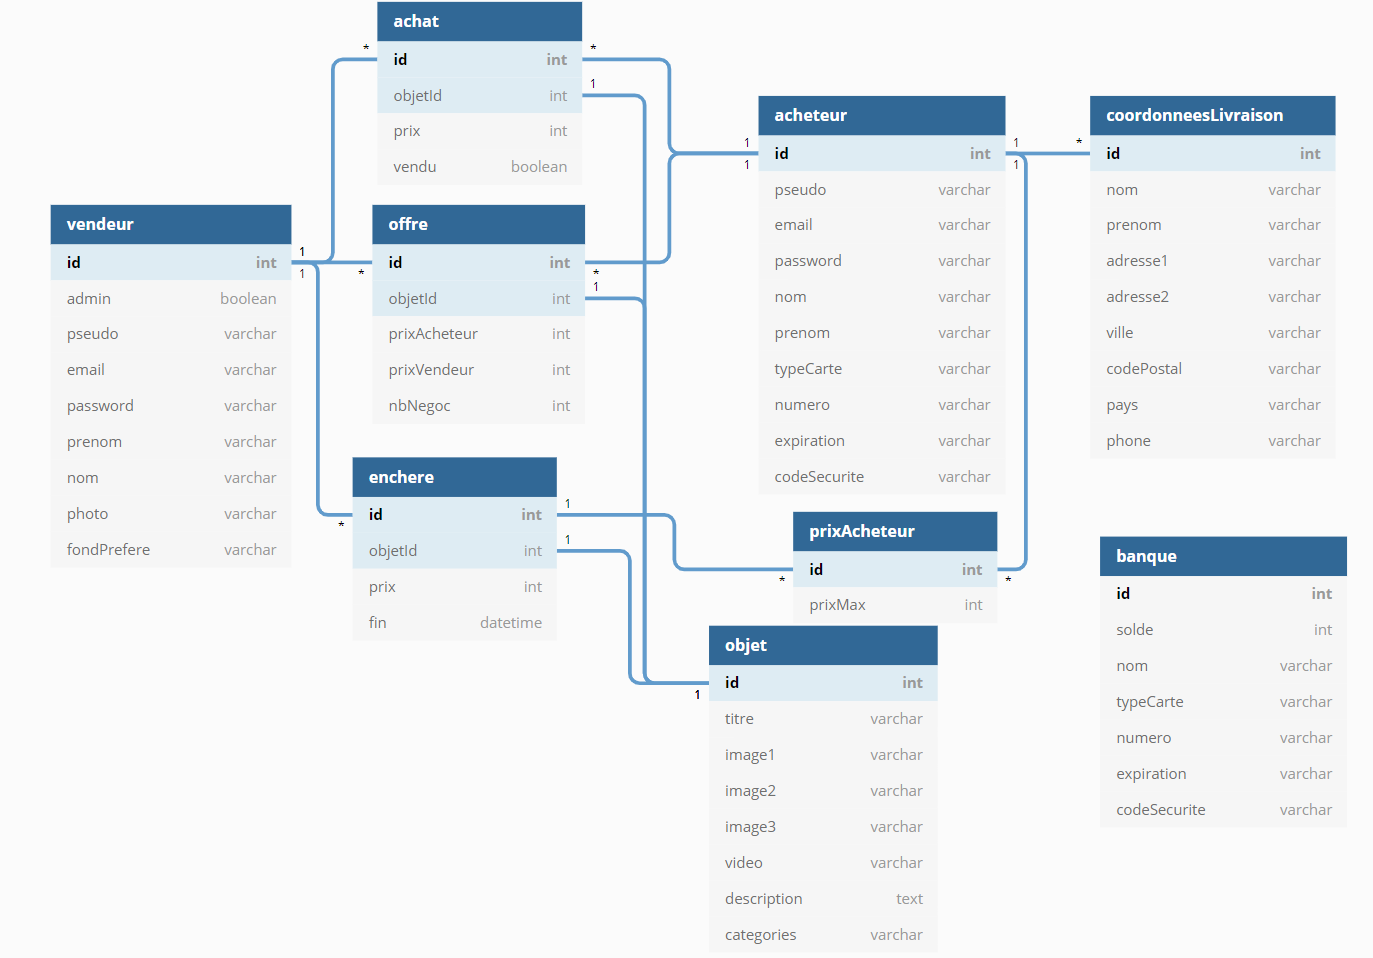 achat
id int
objetId int
prix int
vendu boolean
vendeur
id int
admin boolean
pseudo varchar
email varchar
password varchar
prenom varchar
nom varchar
photo varchar
fondPrefere varchar
offre
id int
objetId int
prixAcheteur int
prixVendeur int
nbNegoc int
enchere
id int
objetId int
prix int
fin datetime
acheteur
id int
pseudo varchar
email varchar
password varchar
nom varchar
prenom varchar
typeCarte varchar
numero varchar
expiration varchar
codeSecurite varchar
coordonneesLivraison
id int
nom varchar
prenom varchar
adresse1 varchar
adresse2 varchar
ville varchar
codePostal varchar
pays varchar
phone varchar
prixAcheteur
id int
prixMax int
objet
id int
titre varchar
image1 varchar
image2 varchar
image3 varchar
video varchar
description text
categories varchar
banque
id int
solde int
nom varchar
typeCarte varchar
numero varchar
expiration varchar
codeSecurite varchar
* *
1
1 1 *
1 1
1
1 * *
1
1
* 1
* *
1